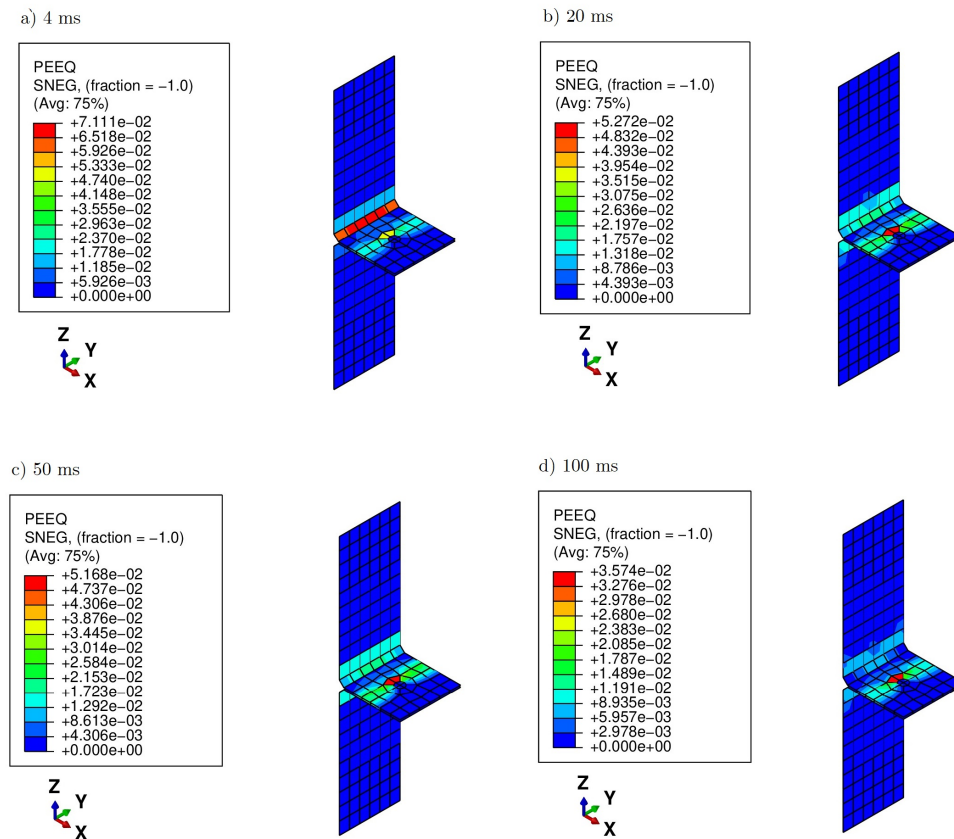 a) 4 ms
PEEQ
SNEG, (fraction = −1.0)
(Avg: 75%)
+7.111e−02
+6.518e−02
+5.926e−02
+5.333e−02
+4.740e−02
+4.148e−02
+3.555e−02
+2.963e−02
+2.370e−02
+1.778e−02
+1.185e−02
+5.926e−03
+0.000e+00
Z
Y
X
b) 20 ms
PEEQ
SNEG, (fraction = −1.0)
(Avg: 75%)
+5.272e−02
+4.832e−02
+4.393e−02
+3.954e−02
+3.515e−02
+3.075e−02
+2.636e−02
+2.197e−02
+1.757e−02
+1.318e−02
+8.786e−03
+4.393e−03
+0.000e+00
Z
Y
X
c) 50 ms
PEEQ
SNEG, (fraction = −1.0)
(Avg: 75%)
+5.168e−02
+4.737e−02
+4.306e−02
+3.876e−02
+3.445e−02
+3.014e−02
+2.584e−02
+2.153e−02
+1.723e−02
+1.292e−02
+8.613e−03
+4.306e−03
+0.000e+00
Z
Y
X
d) 100 ms
PEEQ
SNEG, (fraction = −1.0)
(Avg: 75%)
+3.574e−02
+3.276e−02
+2.978e−02
+2.680e−02
+2.383e−02
+2.085e−02
+1.787e−02
+1.489e−02
+1.191e−02
+8.935e−03
+5.957e−03
+2.978e−03
+0.000e+00
Z
Y
X